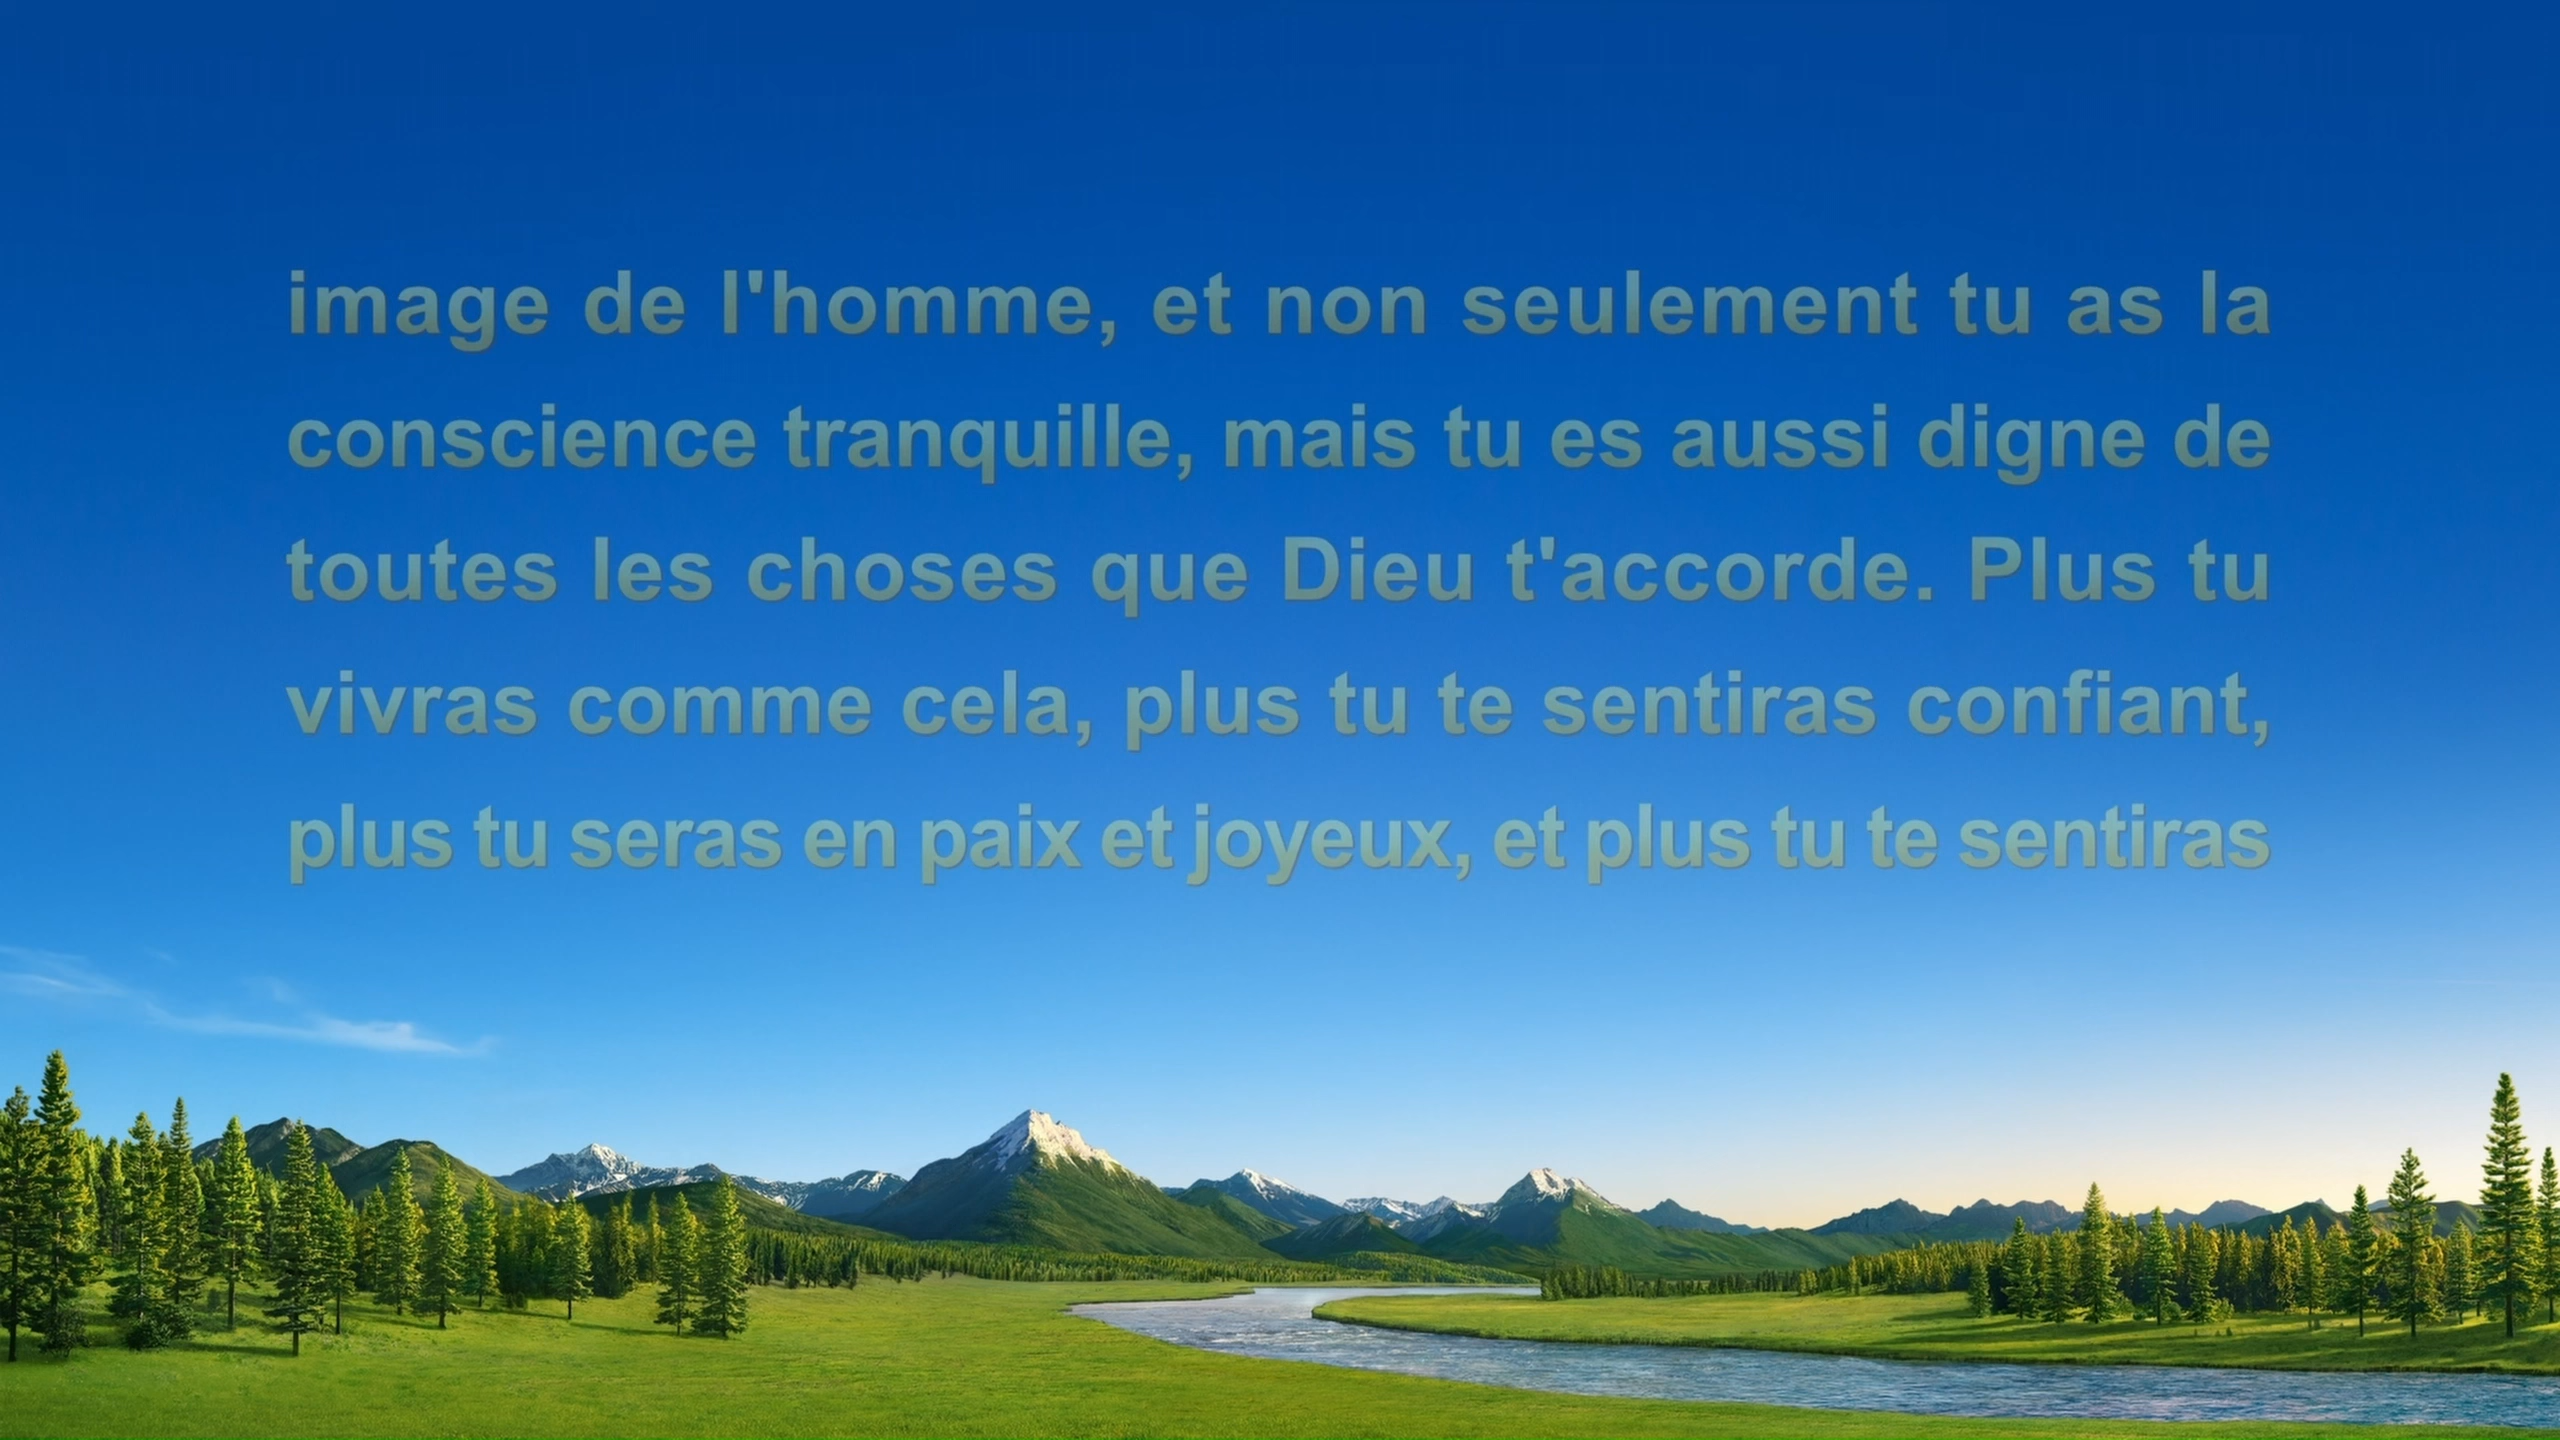 image de l'homme, et non seulement tu as la
conscience tranquille, mais tu es aussi digne de
toutes les choses que Dieu t'accorde. Plus tu
vivras comme cela, plus tu te sentiras confiant,
plus tu seras en paix et joyeux, et plus tu te sentiras